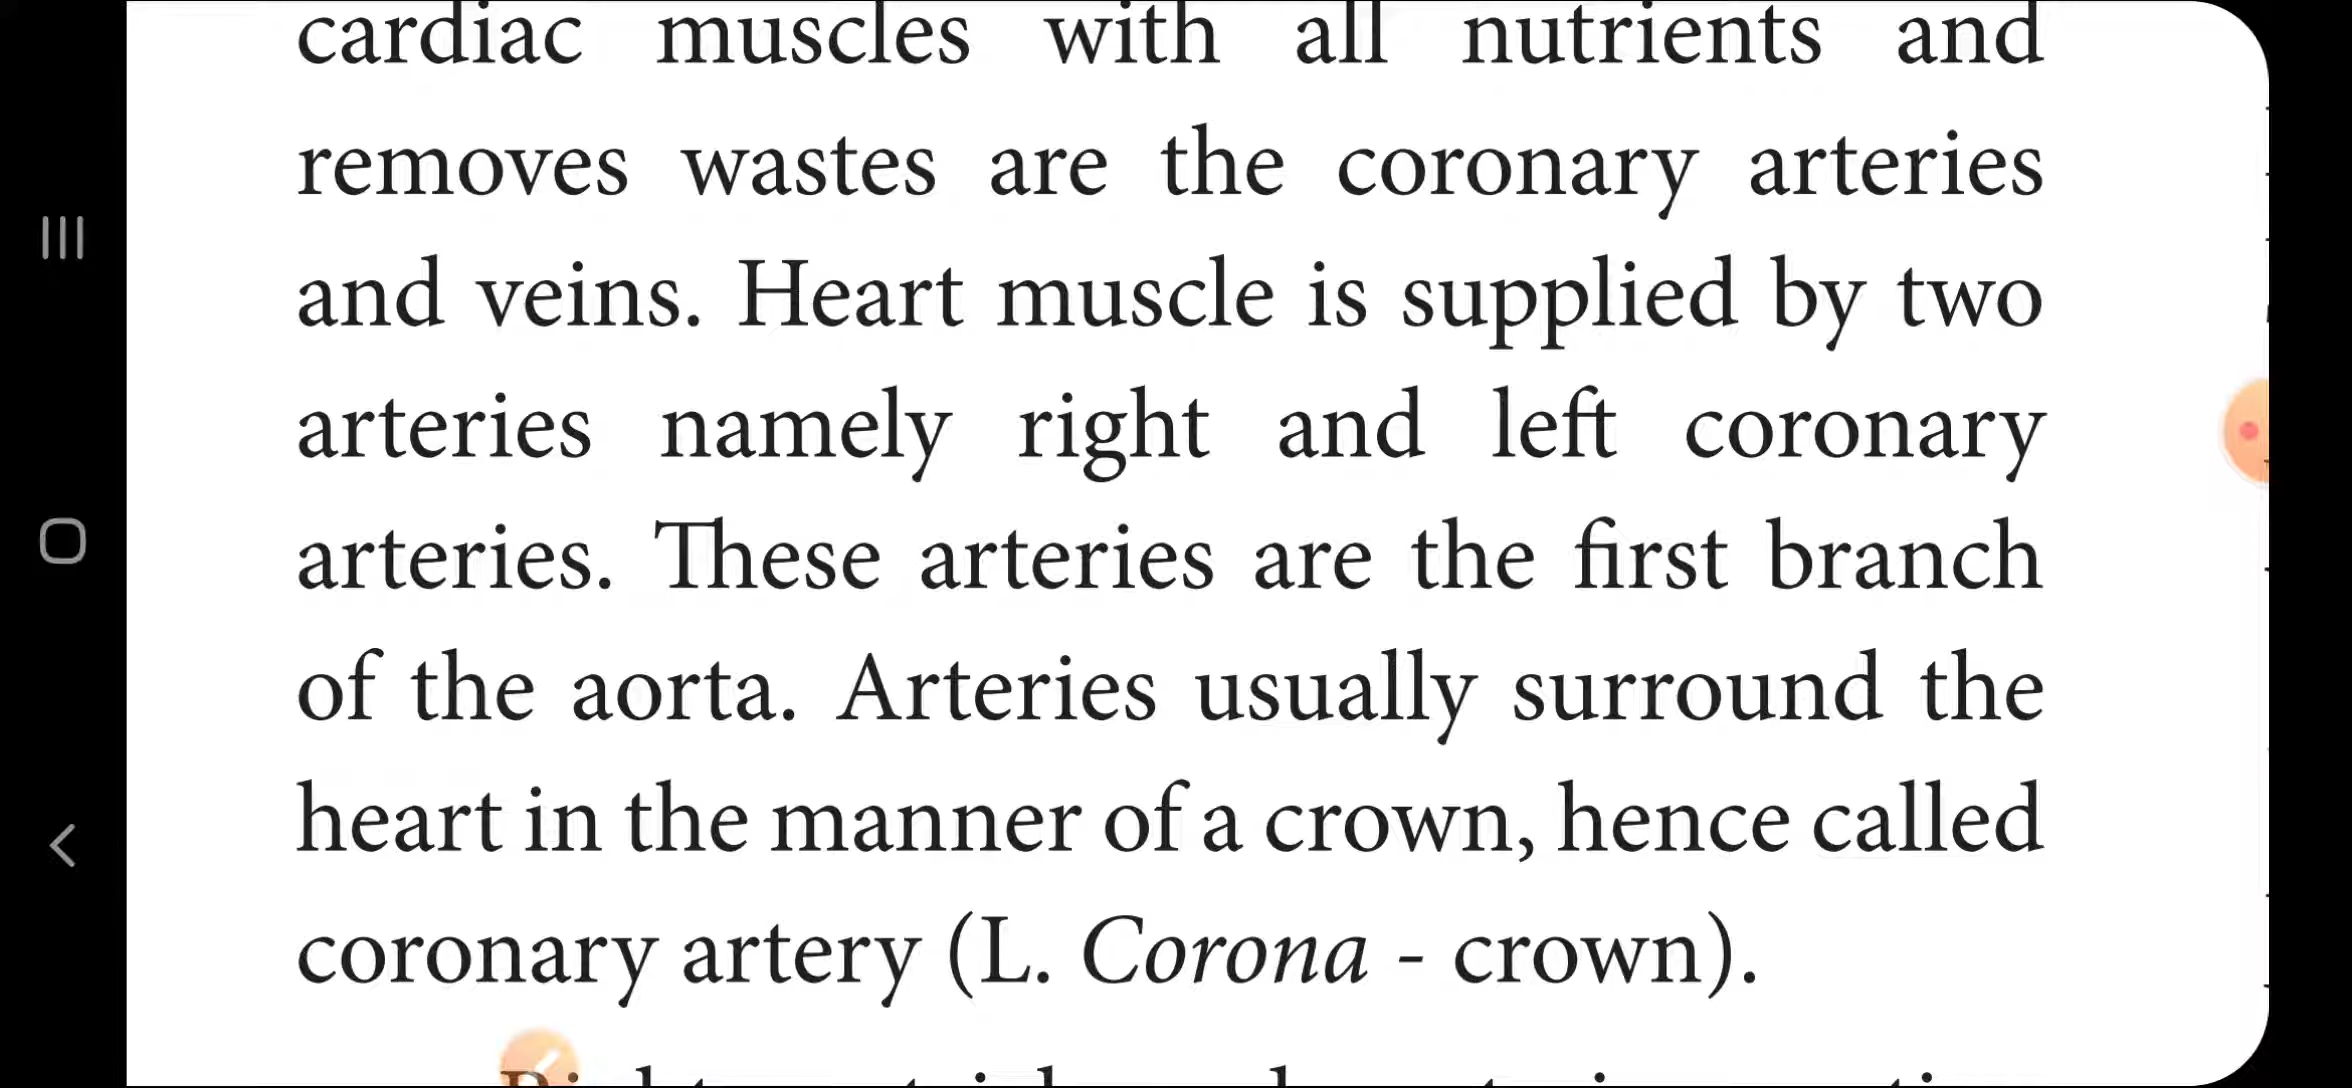 cardiac muscles with all nutrients and
removes wastes are the coronary arteries
and veins. Heart muscle is supplied by two
arteries namely right and left coronary
arteries. These arteries are the first branch
of the aorta. Arteries usually surround the
heart in the manner of a crown, hence called
coronary artery (L. Corona - crown).